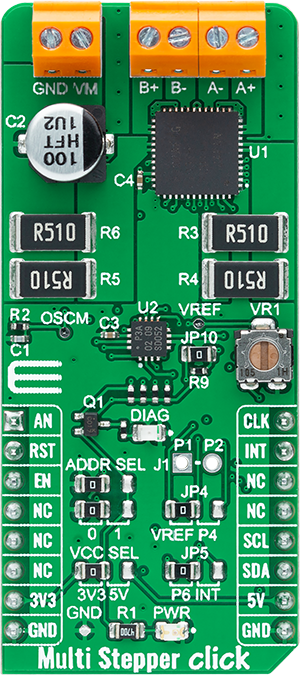 GND VM B+ B- A- A+
C2
100
HFT
1U2
U1
C4
R510 R6 R3 R510
R510 R5 R4 R510
R2 OSCM U2 VREF VR1
C3 JP10
C1
R9
Q1
DIAG
AN CLK
RST P1 P2 INT
ADDR SEL J1
EN NC
JP4
NC SCL
0 1 VREF P4
NC VCC SEL JP5 SDA
3V3 3V3 5V P6 INT 5V
GND GND R1 PWR GND
4700
Multi Stepper click